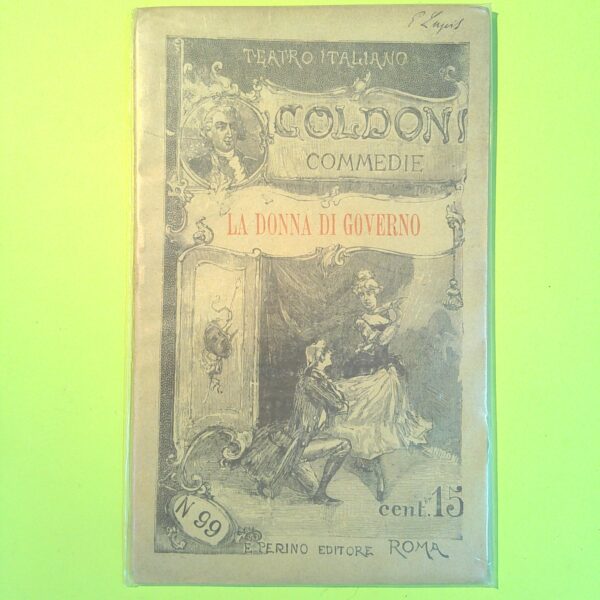 TEATRO ITALIANO
GOLDONI
COMMEDIE
LA DONNA DI GOVERNO
cent. 15
N 99
E. PERINO EDITORE ROMA